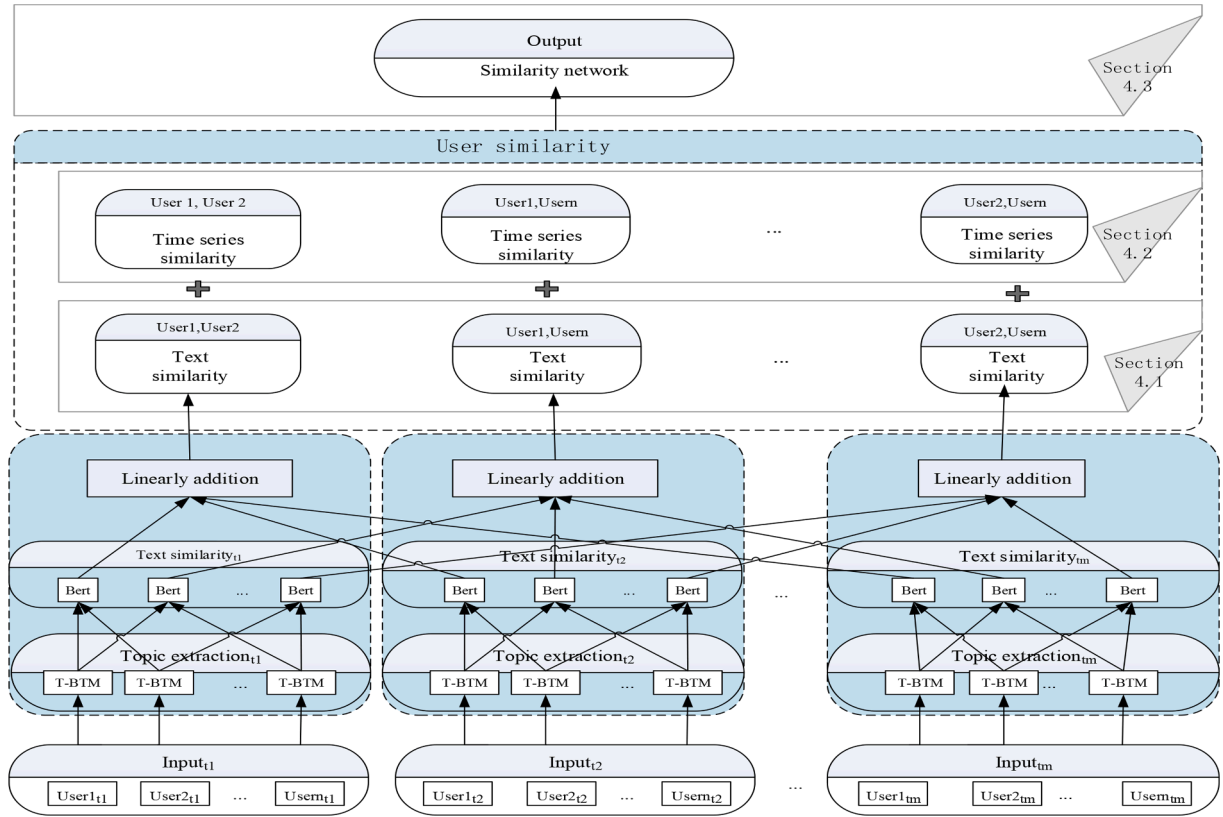 Output
Similarity network
Section
4.3
User similarity
User 1, User 2
Time series
similarity
User1,Usern
Time series
similarity
...
User2,Usern
Time series
similarity
Section
4.2
User1,User2
Text
similarity
User1,Usern
Text
similarity
...
User2,Usern
Text
similarity
Section
4.1
Linearly addition
Linearly addition
Linearly addition
Text similarityt1
Bert
Bert
...
Bert
Text similarityt2
Bert
Bert
...
Bert
...
Text similaritytm
Bert
Bert
...
Bert
Topic extractiont1
T-BTM
T-BTM
...
T-BTM
Topic extractiont2
T-BTM
T-BTM
...
T-BTM
Topic extractiontm
T-BTM
T-BTM
...
T-BTM
Inputt1
User1t1
User2t1
...
Usernt1
Inputt2
User1t2
User2t2
...
Usernt2
...
Inputtm
User1tm
User2tm
...
Userntm